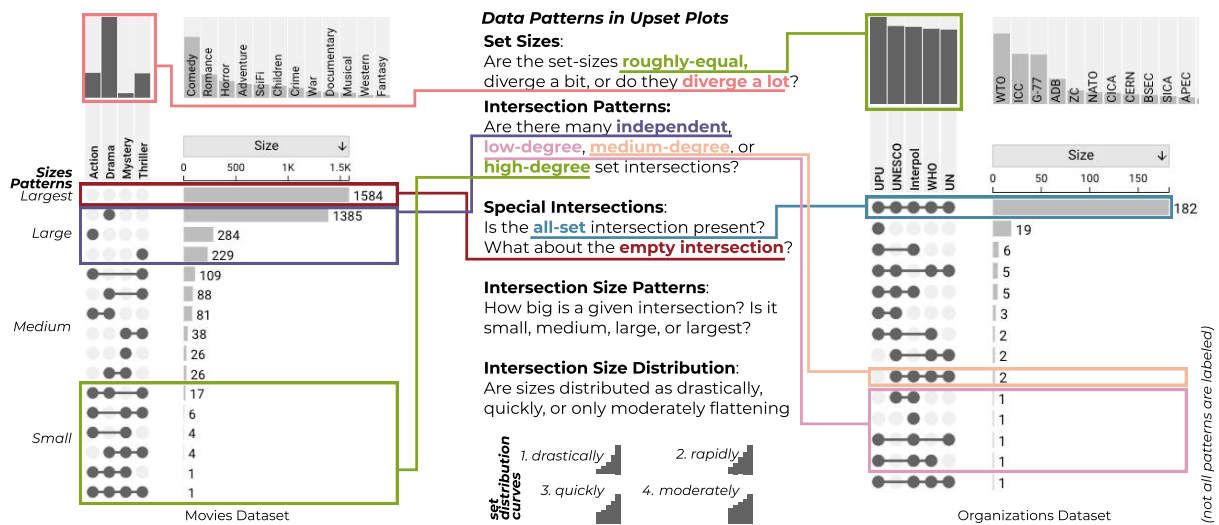 Data Patterns in Upset Plots
Set Sizes:
Are the set-sizes roughly-equal,
diverge a bit, or do they diverge a lot?
Intersection Patterns:
Are there many independent,
low-degree, medium-degree, or
high-degree set intersections?
Special Intersections:
Is the all-set intersection present?
What about the empty intersection?
Intersection Size Patterns:
How big is a given intersection? Is it
small, medium, large, or largest?
Intersection Size Distribution:
Are sizes distributed as drastically,
quickly, or only moderately flattening
set distribution curves
1. drastically
2. rapidly
3. quickly
4. moderately
Comedy
Romance
Horror
Adventure
SciFi
Children
Crime
War
Documentary
Musical
Western
Fantasy
Action
Drama
Mystery
Thriller
Size ↓
0 500 1K 1.5K
Sizes
Patterns
Largest
Large
Medium
Small
1584
1385
284
229
109
88
81
38
26
26
17
6
4
4
1
1
Movies Dataset
WTO
ICC
G-77
ADB
ZC
NATO
CICA
CERN
BSEC
SICA
APEC
UPU
UNESCO
Interpol
WHO
UN
Size ↓
0 50 100 150
182
19
6
5
5
3
2
2
2
1
1
1
1
1
Organizations Dataset
(not all patterns are labeled)